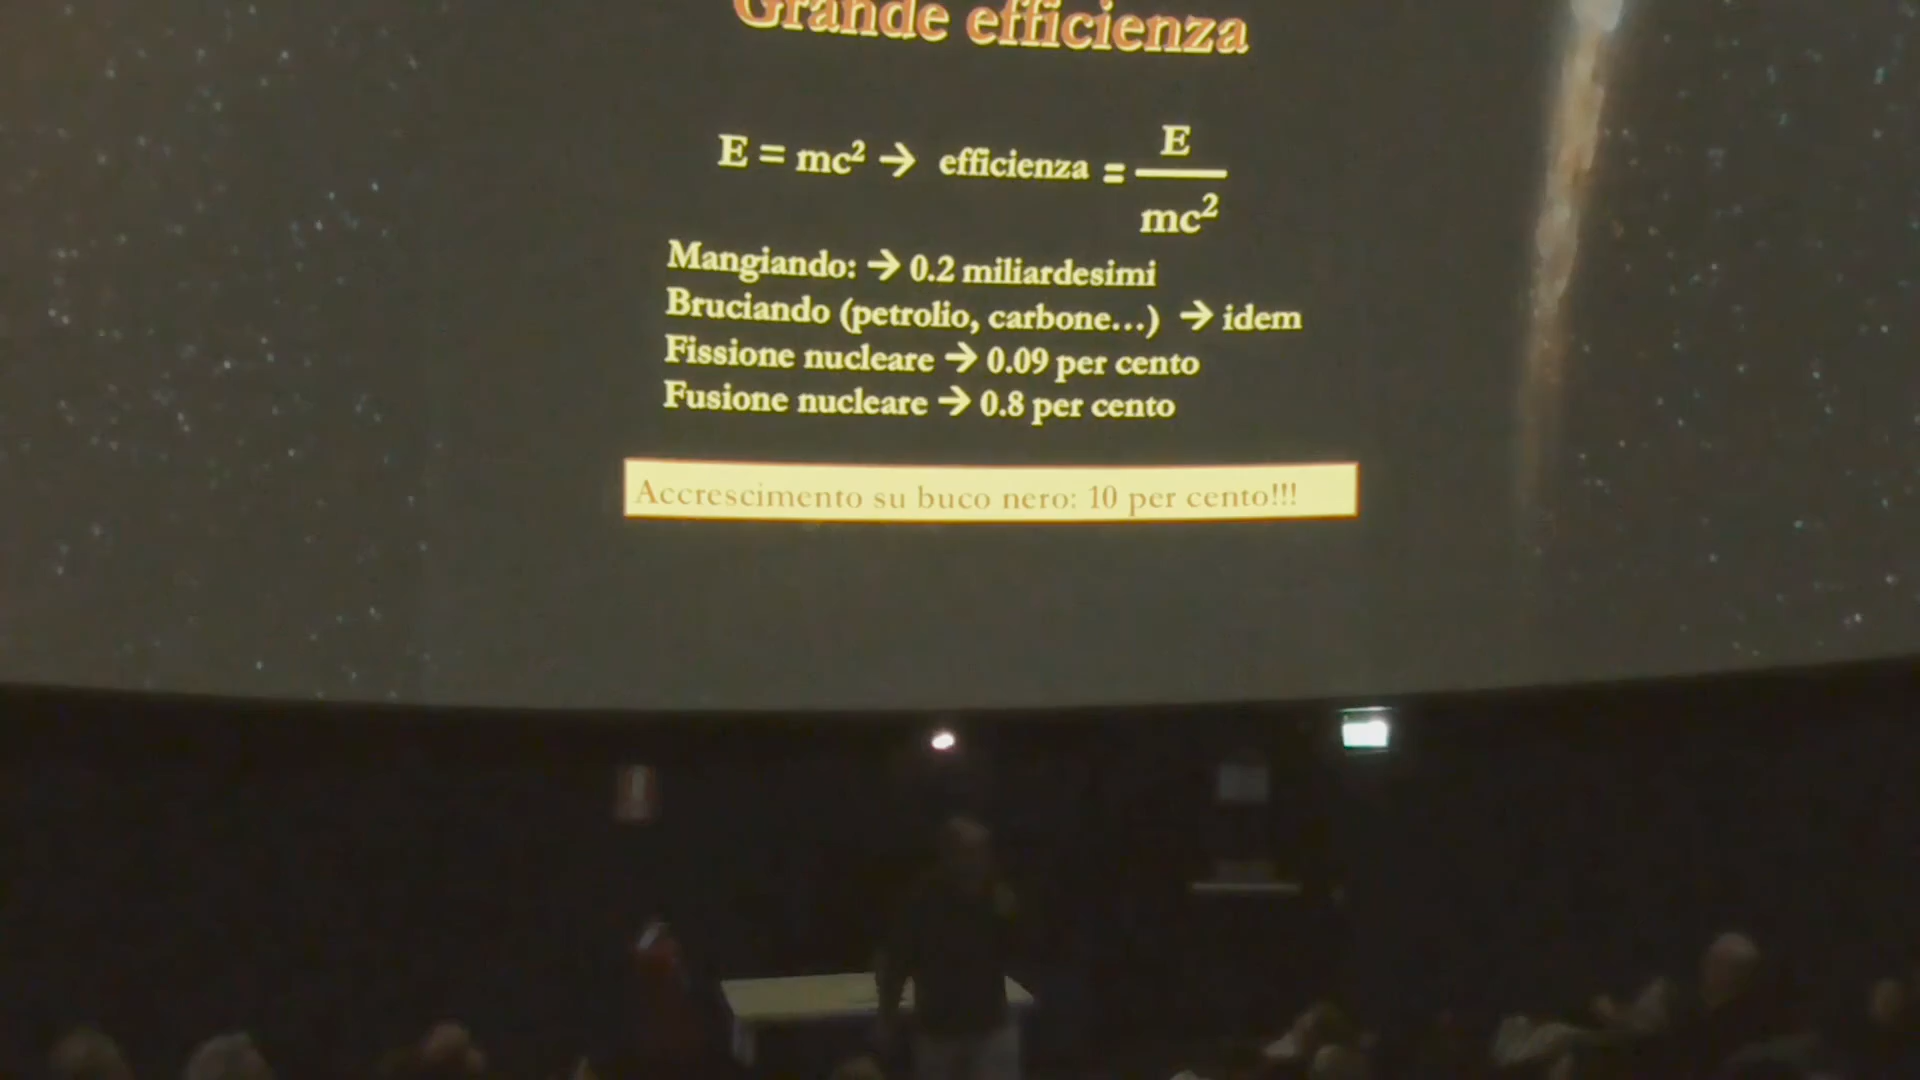 Grande efficienza
E = mc² → efficienza = E / mc²
Mangiando: → 0.2 miliardesimi
Bruciando (petrolio, carbone...) → idem
Fissione nucleare → 0.09 per cento
Fusione nucleare → 0.8 per cento
Accrescimento su buco nero: 10 per cento!!!